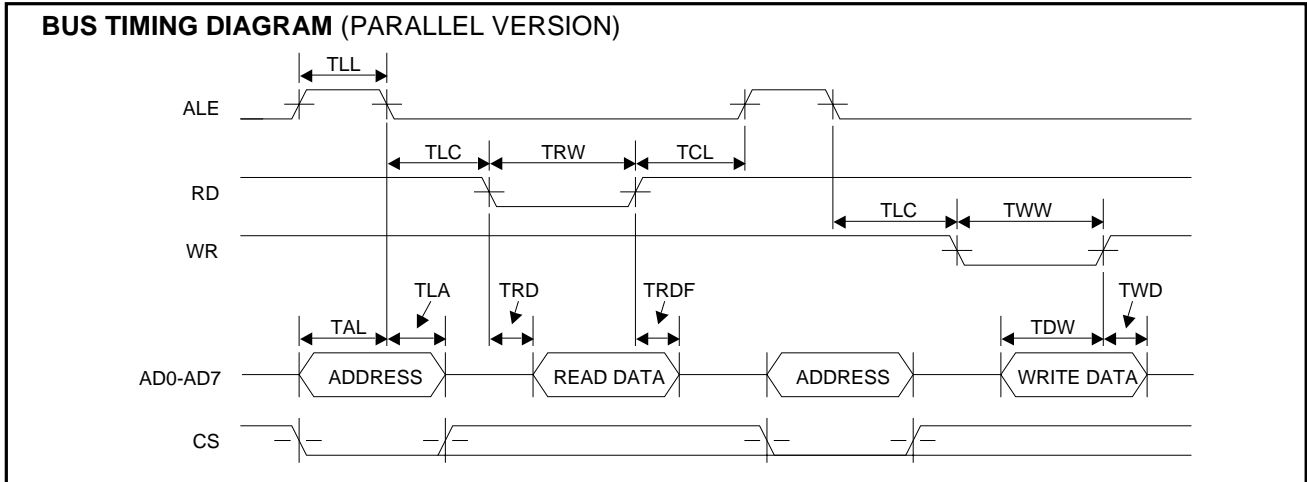 BUS TIMING DIAGRAM (PARALLEL VERSION)
TLL
ALE
TLC TRW TCL
RD
TLC TWW
WR
TLA TRD TRDF TWD
TAL TDW
AD0-AD7 ADDRESS READ DATA ADDRESS WRITE DATA
CS